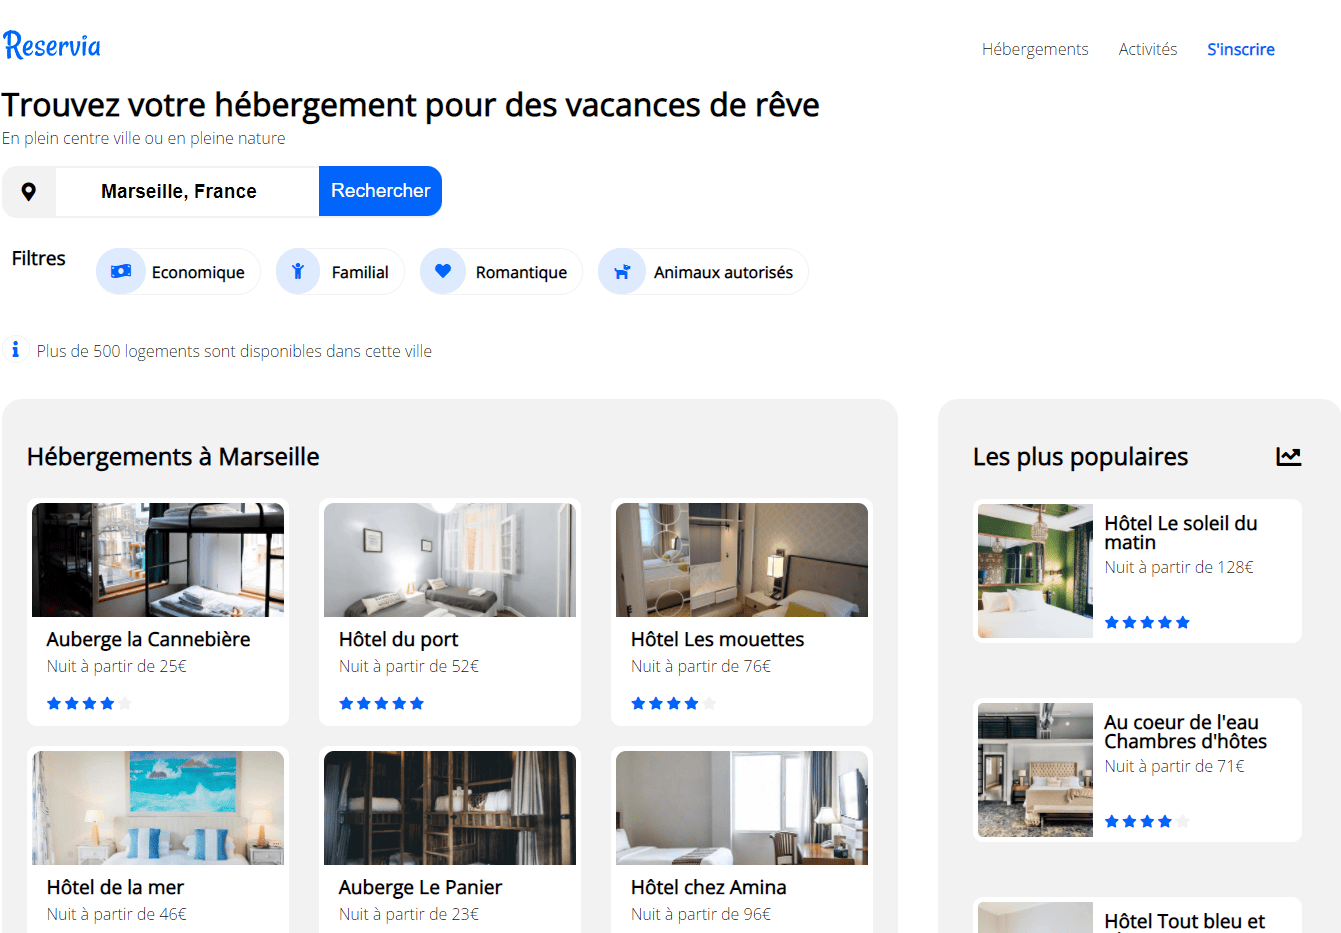 Reservia
Hébergements
Activités
S'inscrire
Trouvez votre hébergement pour des vacances de rêve
En plein centre ville ou en pleine nature
Marseille, France
Rechercher
Filtres
Economique
Familial
Romantique
Animaux autorisés
Plus de 500 logements sont disponibles dans cette ville
Hébergements à Marseille
Auberge la Cannebière
Nuit à partir de 25€
Hôtel du port
Nuit à partir de 52€
Hôtel Les mouettes
Nuit à partir de 76€
Hôtel de la mer
Nuit à partir de 46€
Auberge Le Panier
Nuit à partir de 23€
Hôtel chez Amina
Nuit à partir de 96€
Les plus populaires
Hôtel Le soleil du
matin
Nuit à partir de 128€
Au coeur de l'eau
Chambres d'hôtes
Nuit à partir de 71€
Hôtel Tout bleu et